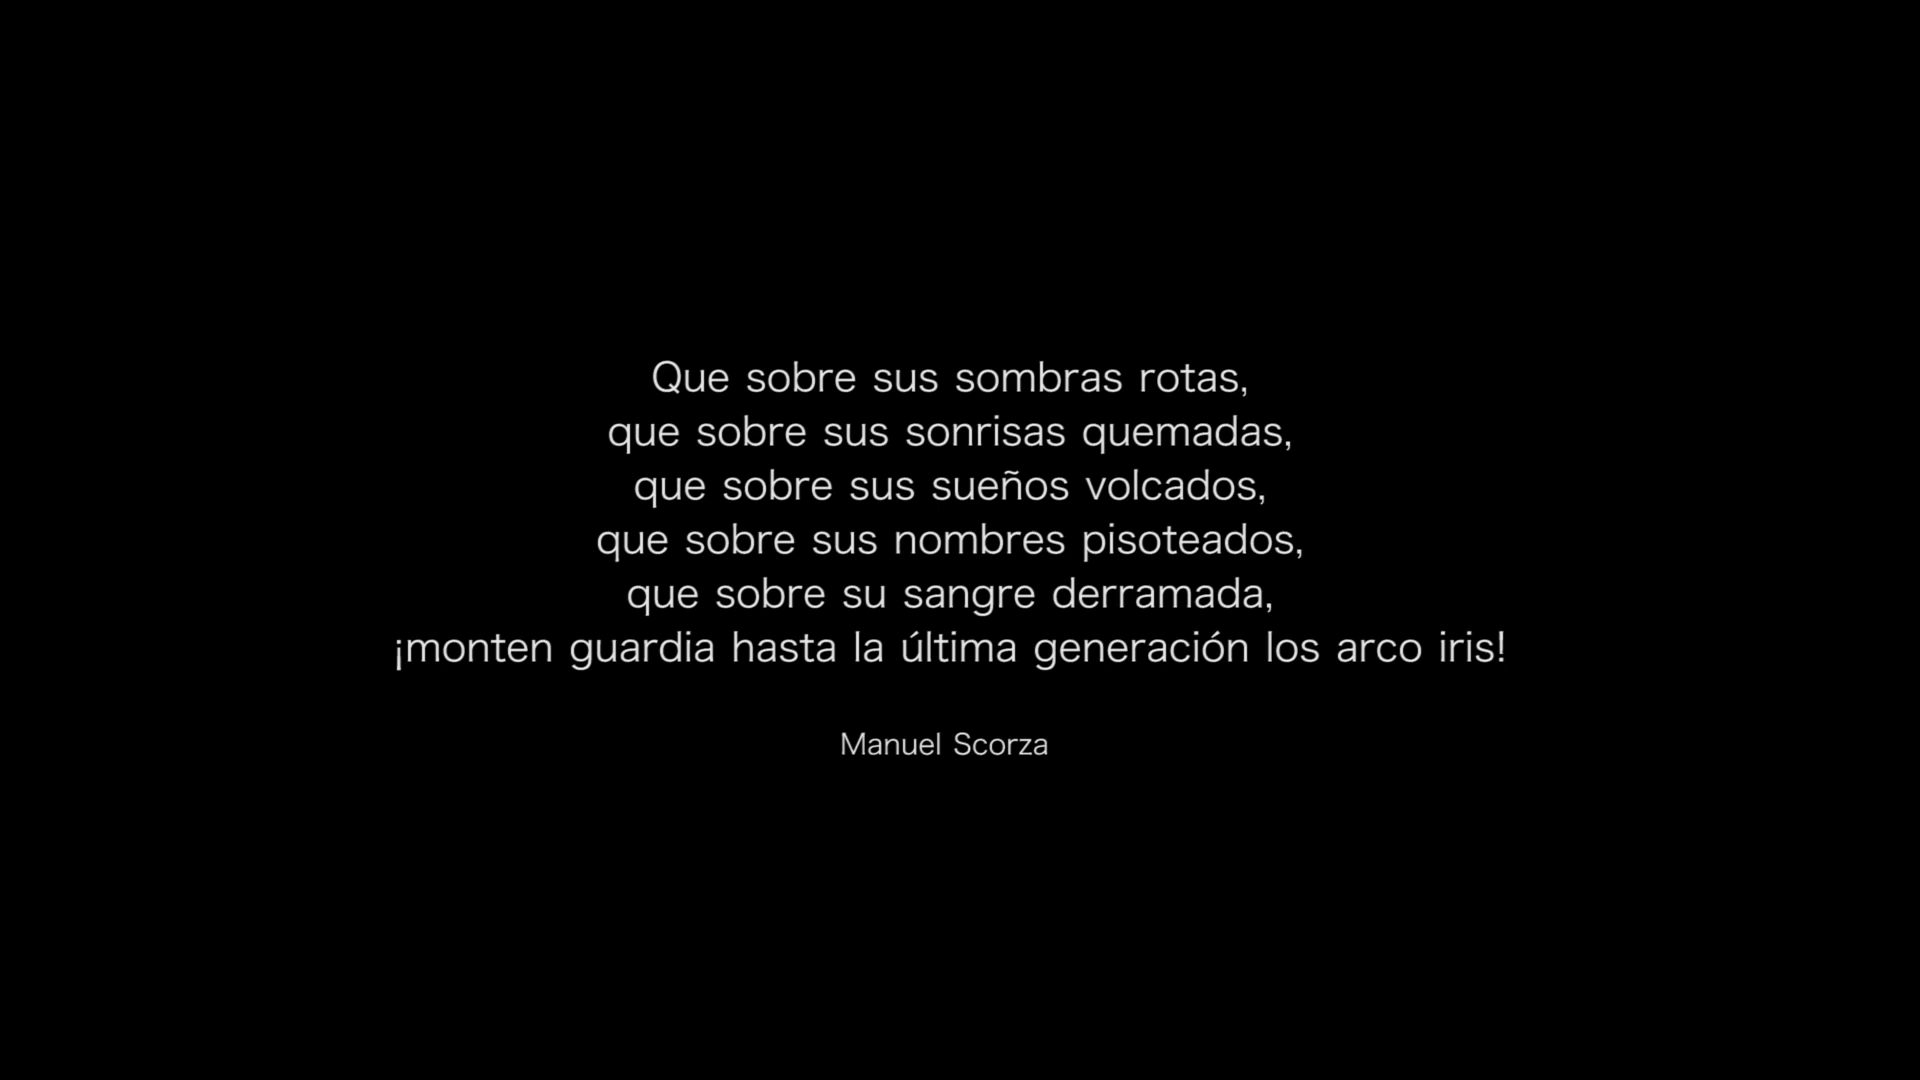 Que sobre sus sombras rotas,
que sobre sus sonrisas quemadas,
que sobre sus sueños volcados,
que sobre sus nombres pisoteados,
que sobre su sangre derramada,
¡monten guardia hasta la última generación los arco iris!
Manuel Scorza